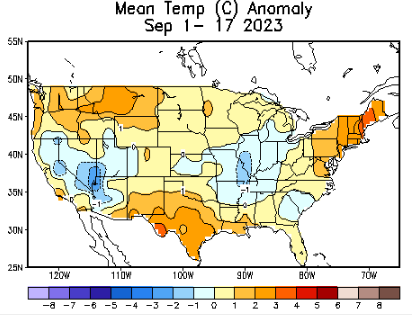 Mean Temp (C) Anomaly
Sep 1- 17 2023
55N
50N
45N
40N
35N
30N
25N
120W 110W 100W 90W 80W 70W
-8 -7 -6 -5 -4 -3 -2 -1 0 1 2 3 4 5 6 7 8